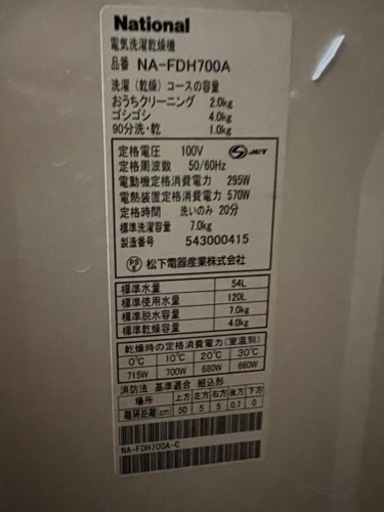 National
電気洗濯乾燥機
品番 NA-FDH700A
洗濯(乾燥)コースの容量
おうちクリーニング 2.0kg
ゴシゴシ 4.0kg
90分洗・乾 1.0kg
定格電圧 100V
JET
定格周波数 50/60Hz
電動機定格消費電力 295W
電熱装置定格消費電力 570W
定格時間 洗いのみ 20分
標準洗濯容量 7.0kg
製造番号 543000415
PSE 松下電器産業株式会社
標準水量 54L
標準使用水量 120L
標準脱水容量 7.0kg
標準乾燥容量 4.0kg
乾燥時の定格消費電力(室温別)
0℃ 10℃ 20℃ 30℃
715W 700W 680W 660W
消防法 基準適合 組込形
場所 上方 左方 右方 後方 下方
離隔距離(cm) 50 5 5 0.7 0
NA-FDH700A-C